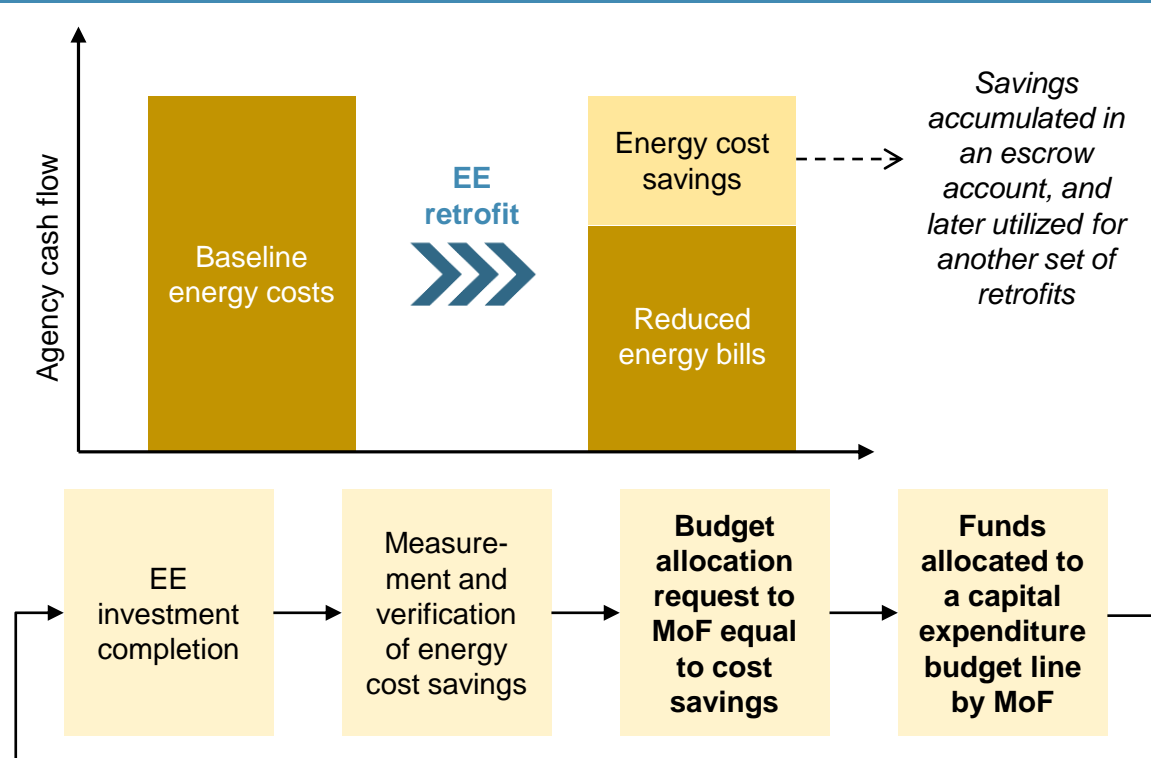 Agency cash flow
Baseline
energy costs
EE
retrofit
Energy cost
savings
Reduced
energy bills
Savings
accumulated in
an escrow
account, and
later utilized for
another set of
retrofits
EE
investment
completion
Measure-
ment and
verification
of energy
cost savings
Budget
allocation
request to
MoF equal
to cost
savings
Funds
allocated to
a capital
expenditure
budget line
by MoF